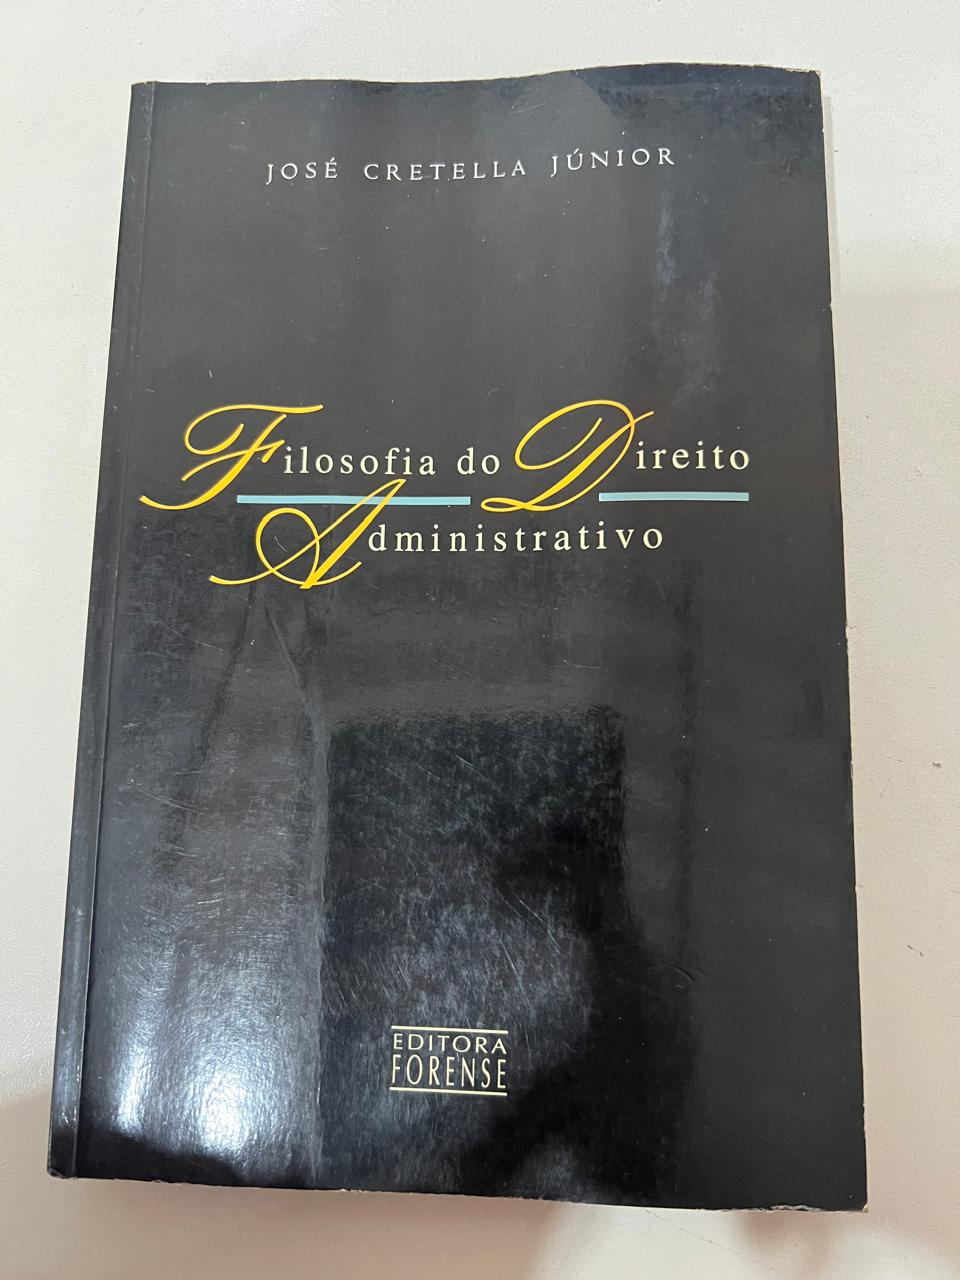 JOSÉ CRETELLA JÚNIOR
Filosofia do Direito
Administrativo
EDITORA
FORENSE